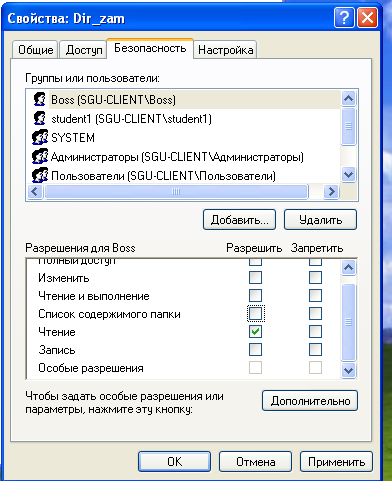 Свойства: Dir_zam
Общие Доступ Безопасность Настройка
Группы или пользователи:
Boss (SGU-CLIENT\Boss)
student1 (SGU-CLIENT\student1)
SYSTEM
Администраторы (SGU-CLIENT\Администраторы)
Пользователи (SGU-CLIENT\Пользователи)
Добавить... Удалить
Разрешения для Boss Разрешить Запретить
Полный доступ
Изменить
Чтение и выполнение
Список содержимого папки
Чтение
Запись
Особые разрешения
Чтобы задать особые разрешения или
параметры, нажмите эту кнопку:
Дополнительно
OK Отмена Применить